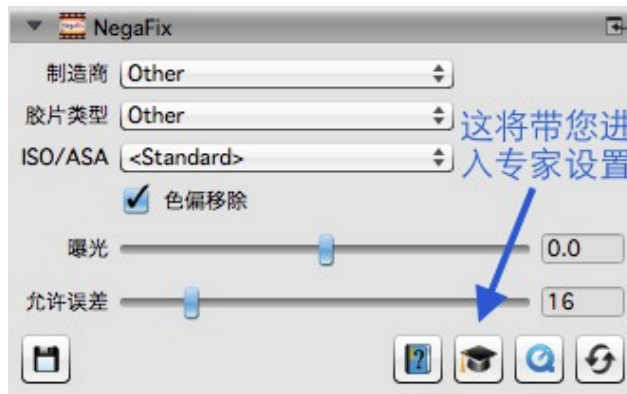 NegaFix
制造商 Other
胶片类型 Other
ISO/ASA <Standard>
色偏移除
曝光 0.0
允许误差 16
这将带您进
入专家设置